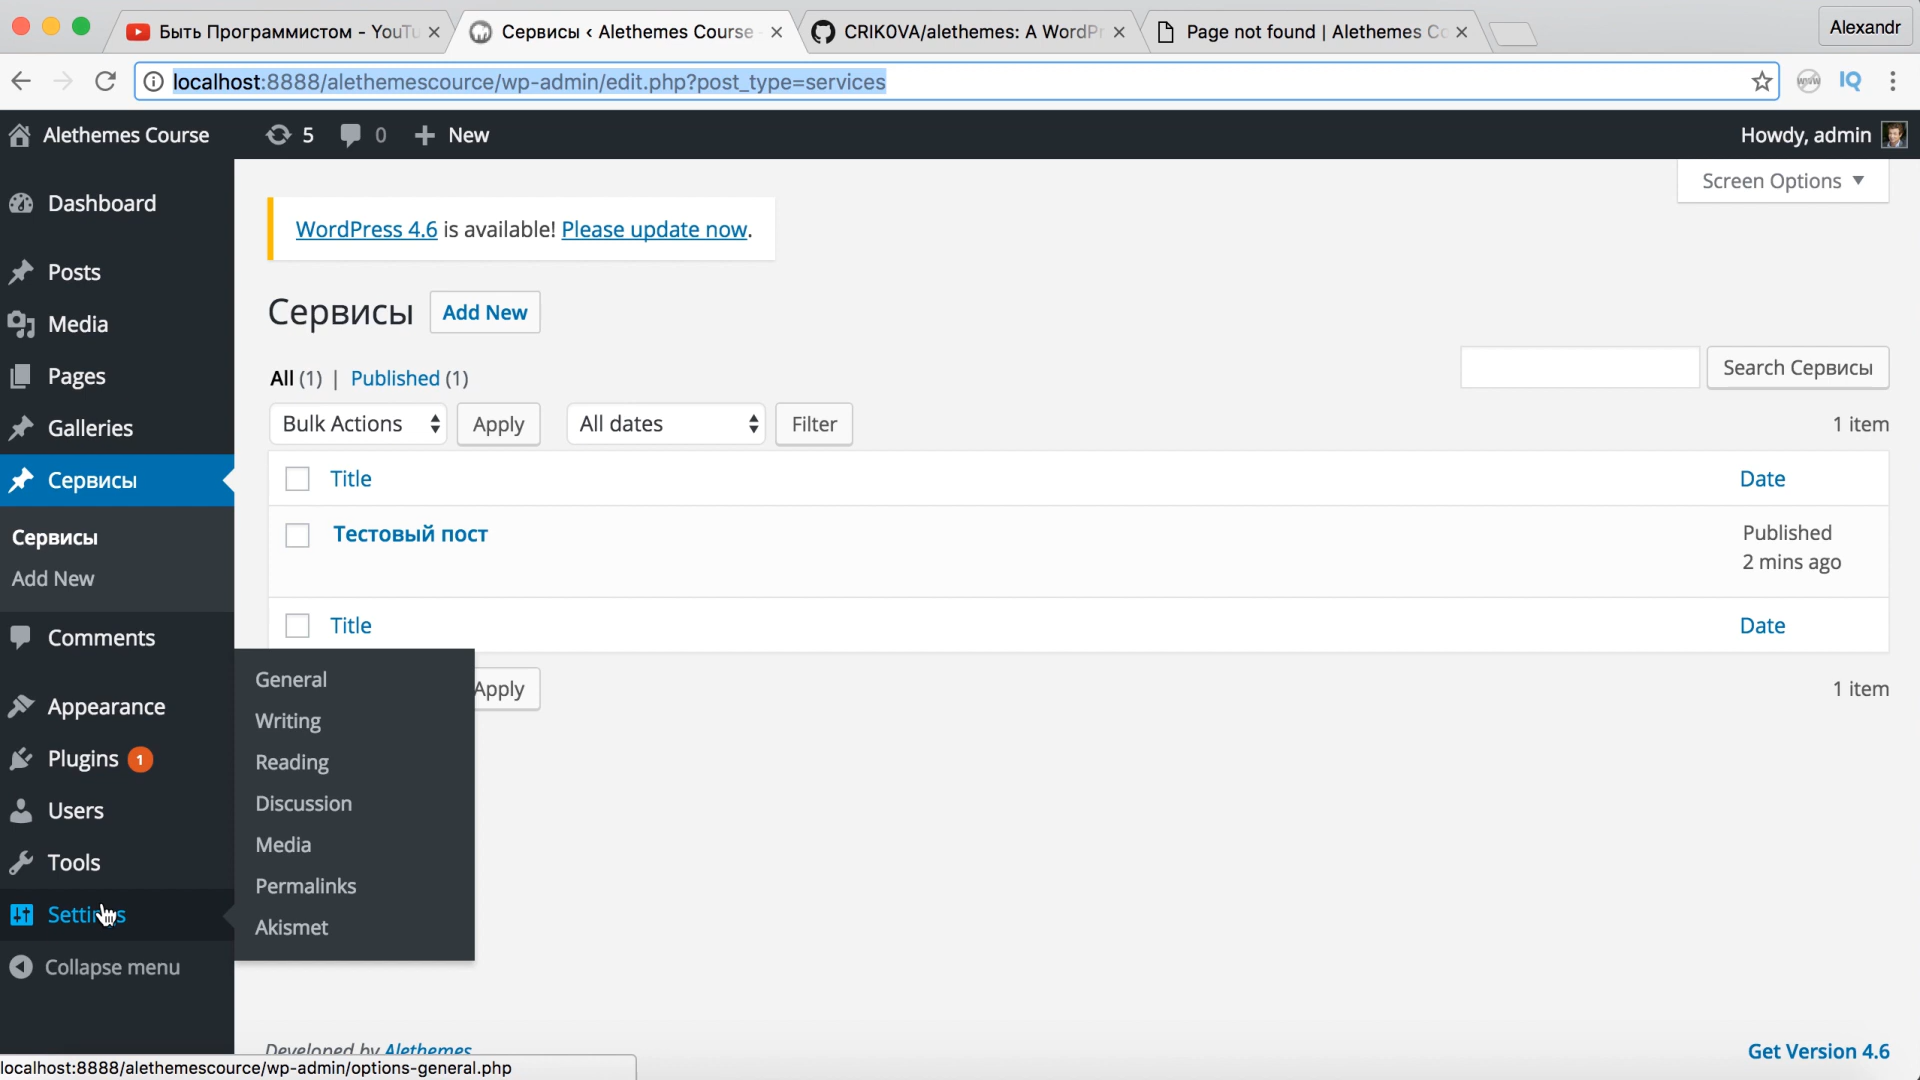 Быть Программистом - YouTu
Сервисы ‹ Alethemes Course
CRIK0VA/alethemes: A WordPr
Page not found | Alethemes Co
Alexandr
localhost:8888/alethemescource/wp-admin/edit.php?post_type=services
IQ
Alethemes Course
5
0
New
Howdy, admin
Screen Options
Dashboard
Posts
Media
Pages
Galleries
Сервисы
Сервисы
Add New
Comments
Appearance
Plugins 1
Users
Tools
Settings
Collapse menu
WordPress 4.6 is available! Please update now.
Сервисы
Add New
All (1) | Published (1)
Search Сервисы
Bulk Actions
Apply
All dates
Filter
1 item
Title
Date
Тестовый пост
Published
2 mins ago
Title
Date
Apply
1 item
General
Writing
Reading
Discussion
Media
Permalinks
Akismet
Developed by Alethemes
Get Version 4.6
localhost:8888/alethemescource/wp-admin/options-general.php